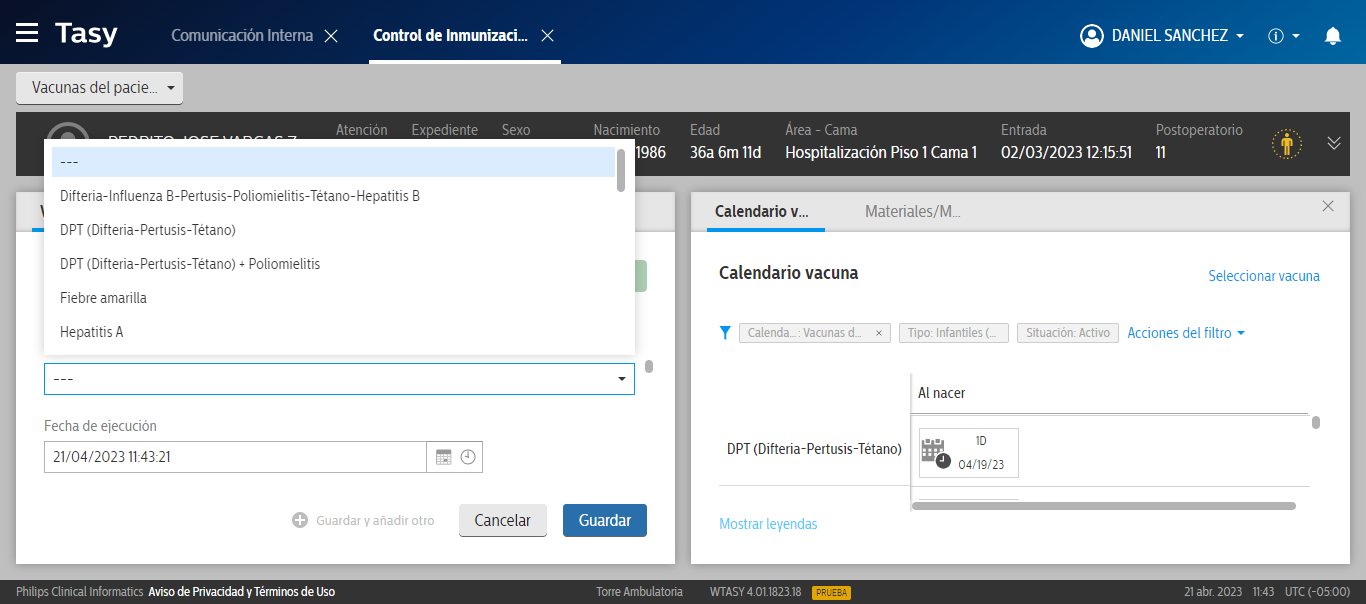 Tasy
Comunicación Interna
Control de Inmunizaci...
DANIEL SANCHEZ
Vacunas del pacie...
Atención
Expediente
Sexo
Nacimiento
Edad
Área - Cama
Entrada
Postoperatorio
1986
36a 6m 11d
Hospitalización Piso 1 Cama 1
02/03/2023 12:15:51
11
---
Difteria-Influenza B-Pertusis-Poliomielitis-Tétano-Hepatitis B
DPT (Difteria-Pertusis-Tétano)
DPT (Difteria-Pertusis-Tétano) + Poliomielitis
Fiebre amarilla
Hepatitis A
---
Fecha de ejecución
21/04/2023 11:43:21
Guardar y añadir otro
Cancelar
Guardar
Calendario v...
Materiales/M...
Calendario vacuna
Seleccionar vacuna
Calenda... : Vacunas d...
Tipo: Infantiles (...
Situación: Activo
Acciones del filtro
Al nacer
DPT (Difteria-Pertusis-Tétano)
1D
04/19/23
Mostrar leyendas
Philips Clinical Informatics Aviso de Privacidad y Términos de Uso
Torre Ambulatoria
WTASY 4.01.1823.18
PRUEBA
21 abr. 2023
11:43
UTC (-05:00)